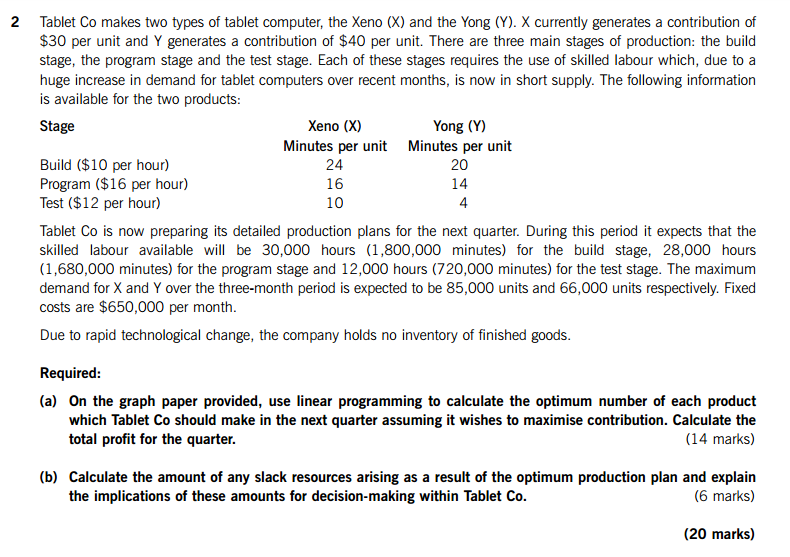 2 Tablet Co makes two types of tablet computer, the Xeno (X) and the Yong (Y). X currently generates a contribution of
$30 per unit and Y generates a contribution of $40 per unit. There are three main stages of production: the build
stage, the program stage and the test stage. Each of these stages requires the use of skilled labour which, due to a
huge increase in demand for tablet computers over recent months, is now in short supply. The following information
is available for the two products:
Stage Xeno (X) Yong (Y)
Minutes per unit Minutes per unit
Build ($10 per hour) 24 20
Program ($16 per hour) 16 14
Test ($12 per hour) 10 4
Tablet Co is now preparing its detailed production plans for the next quarter. During this period it expects that the
skilled labour available will be 30,000 hours (1,800,000 minutes) for the build stage, 28,000 hours
(1,680,000 minutes) for the program stage and 12,000 hours (720,000 minutes) for the test stage. The maximum
demand for X and Y over the three-month period is expected to be 85,000 units and 66,000 units respectively. Fixed
costs are $650,000 per month.
Due to rapid technological change, the company holds no inventory of finished goods.
Required:
(a) On the graph paper provided, use linear programming to calculate the optimum number of each product
which Tablet Co should make in the next quarter assuming it wishes to maximise contribution. Calculate the
total profit for the quarter. (14 marks)
(b) Calculate the amount of any slack resources arising as a result of the optimum production plan and explain
the implications of these amounts for decision-making within Tablet Co. (6 marks)
(20 marks)